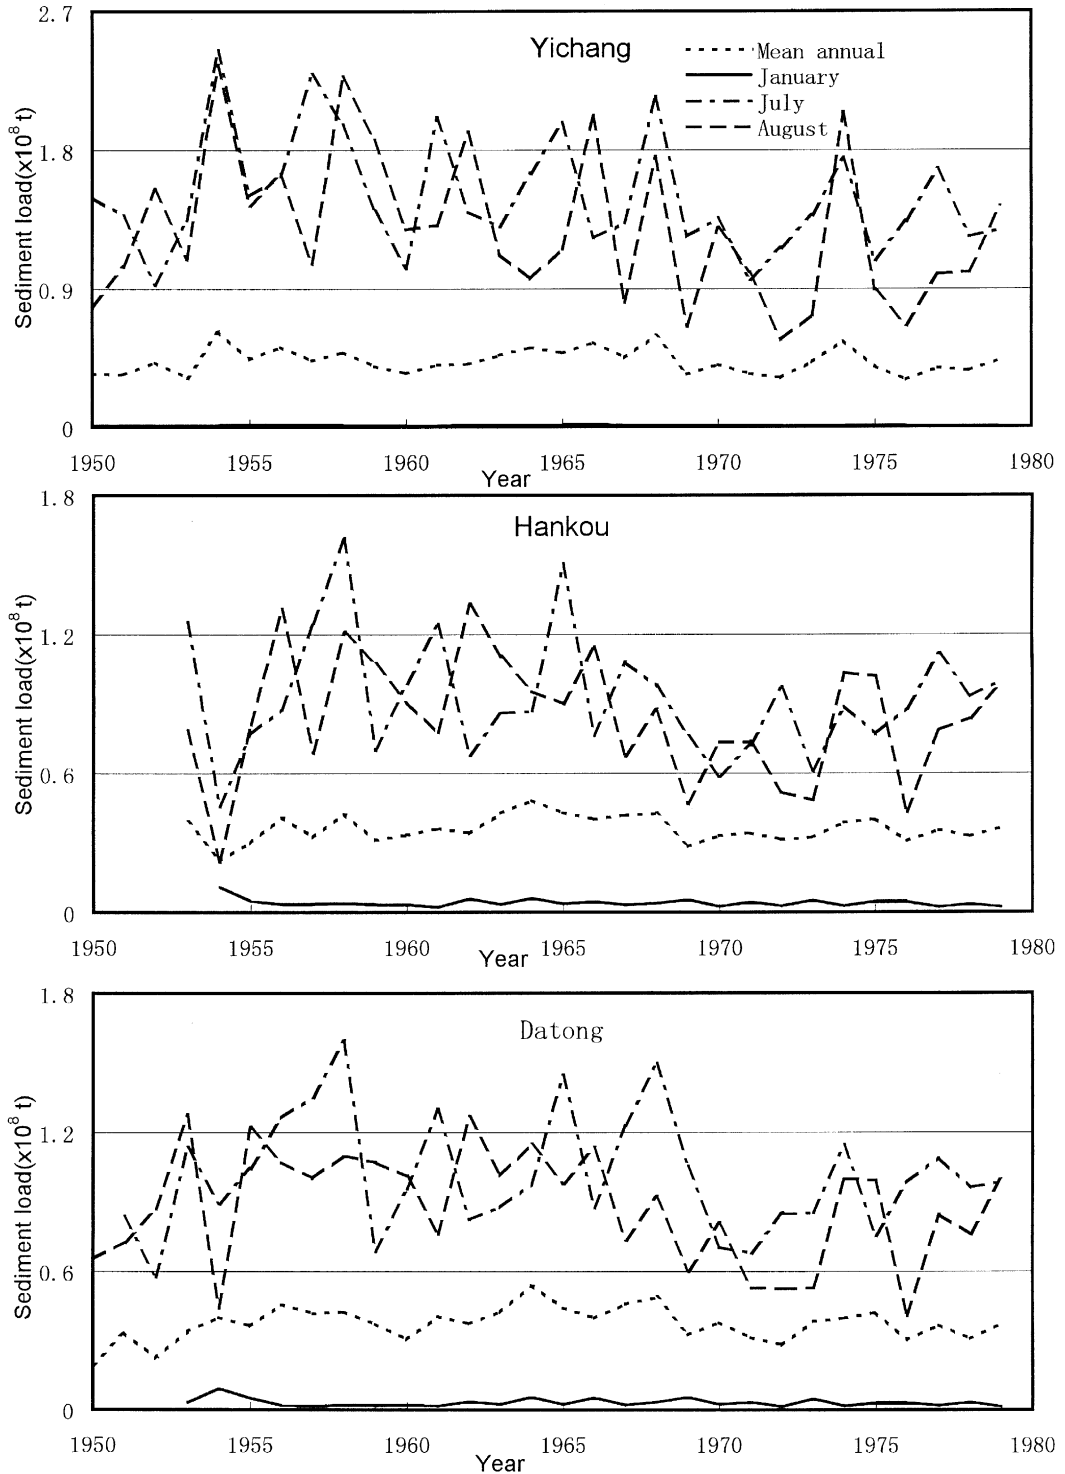 2.7
Yichang
Mean annual
January
July
August
1.8
0.9
0
Sediment load(x10⁸ t)
1950 1955 1960 1965 1970 1975 1980
Year
1.8
Hankou
1.2
0.6
0
Sediment load(x10⁸ t)
1950 1955 1960 1965 1970 1975 1980
Year
1.8
Datong
1.2
0.6
0
Sediment load(x10⁸ t)
1950 1955 1960 1965 1970 1975 1980
Year